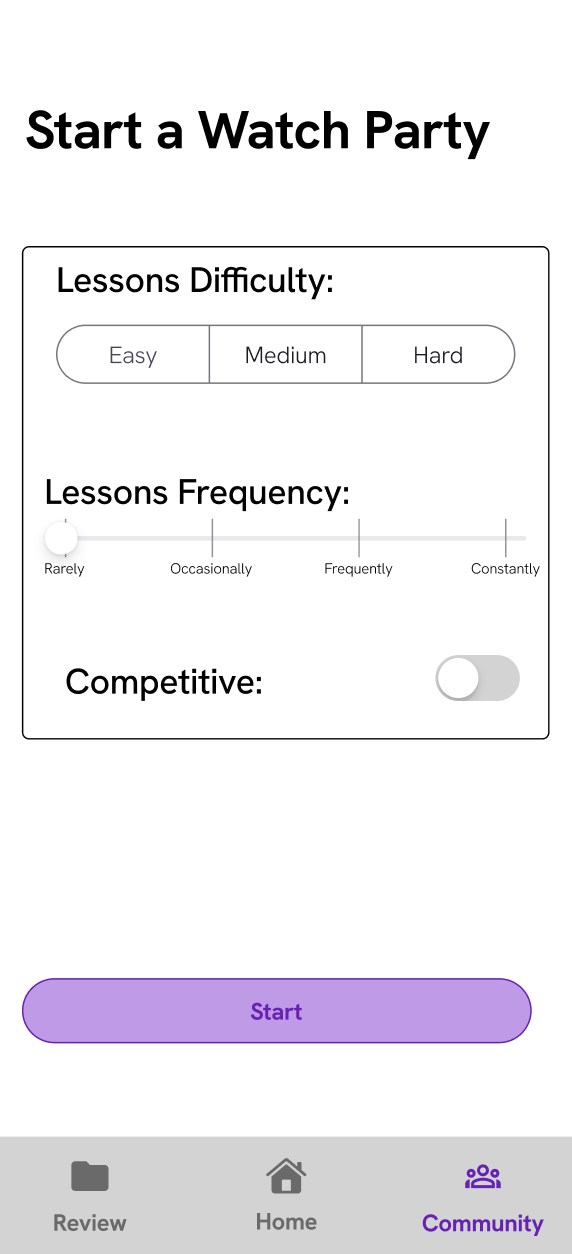 Start a Watch Party
Lessons Difficulty:
Easy Medium Hard
Lessons Frequency:
Rarely Occasionally Frequently Constantly
Competitive:
Start
Review Home Community